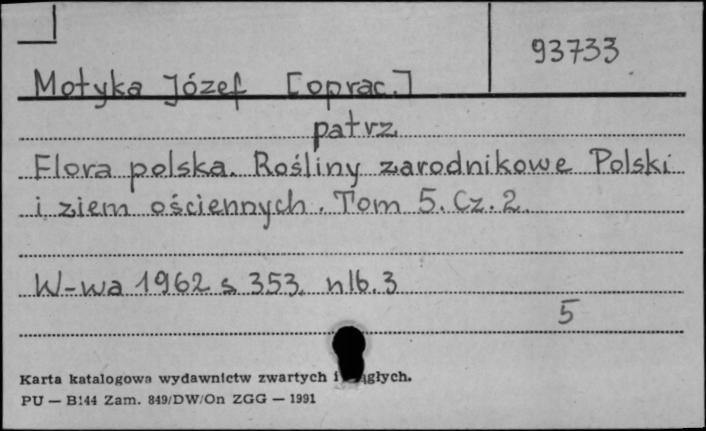 93733
Motyka Józef [oprac.]
patrz
Flora polska. Rośliny zarodnikowe Polski
i ziem ościennych. Tom 5. Cz. 2.
W-wa 1962 s 353, nlb. 3
5
Karta katalogowa wydawnictw zwartych i
PU — B144 Zam. 849/DW/On ZGG — 1991